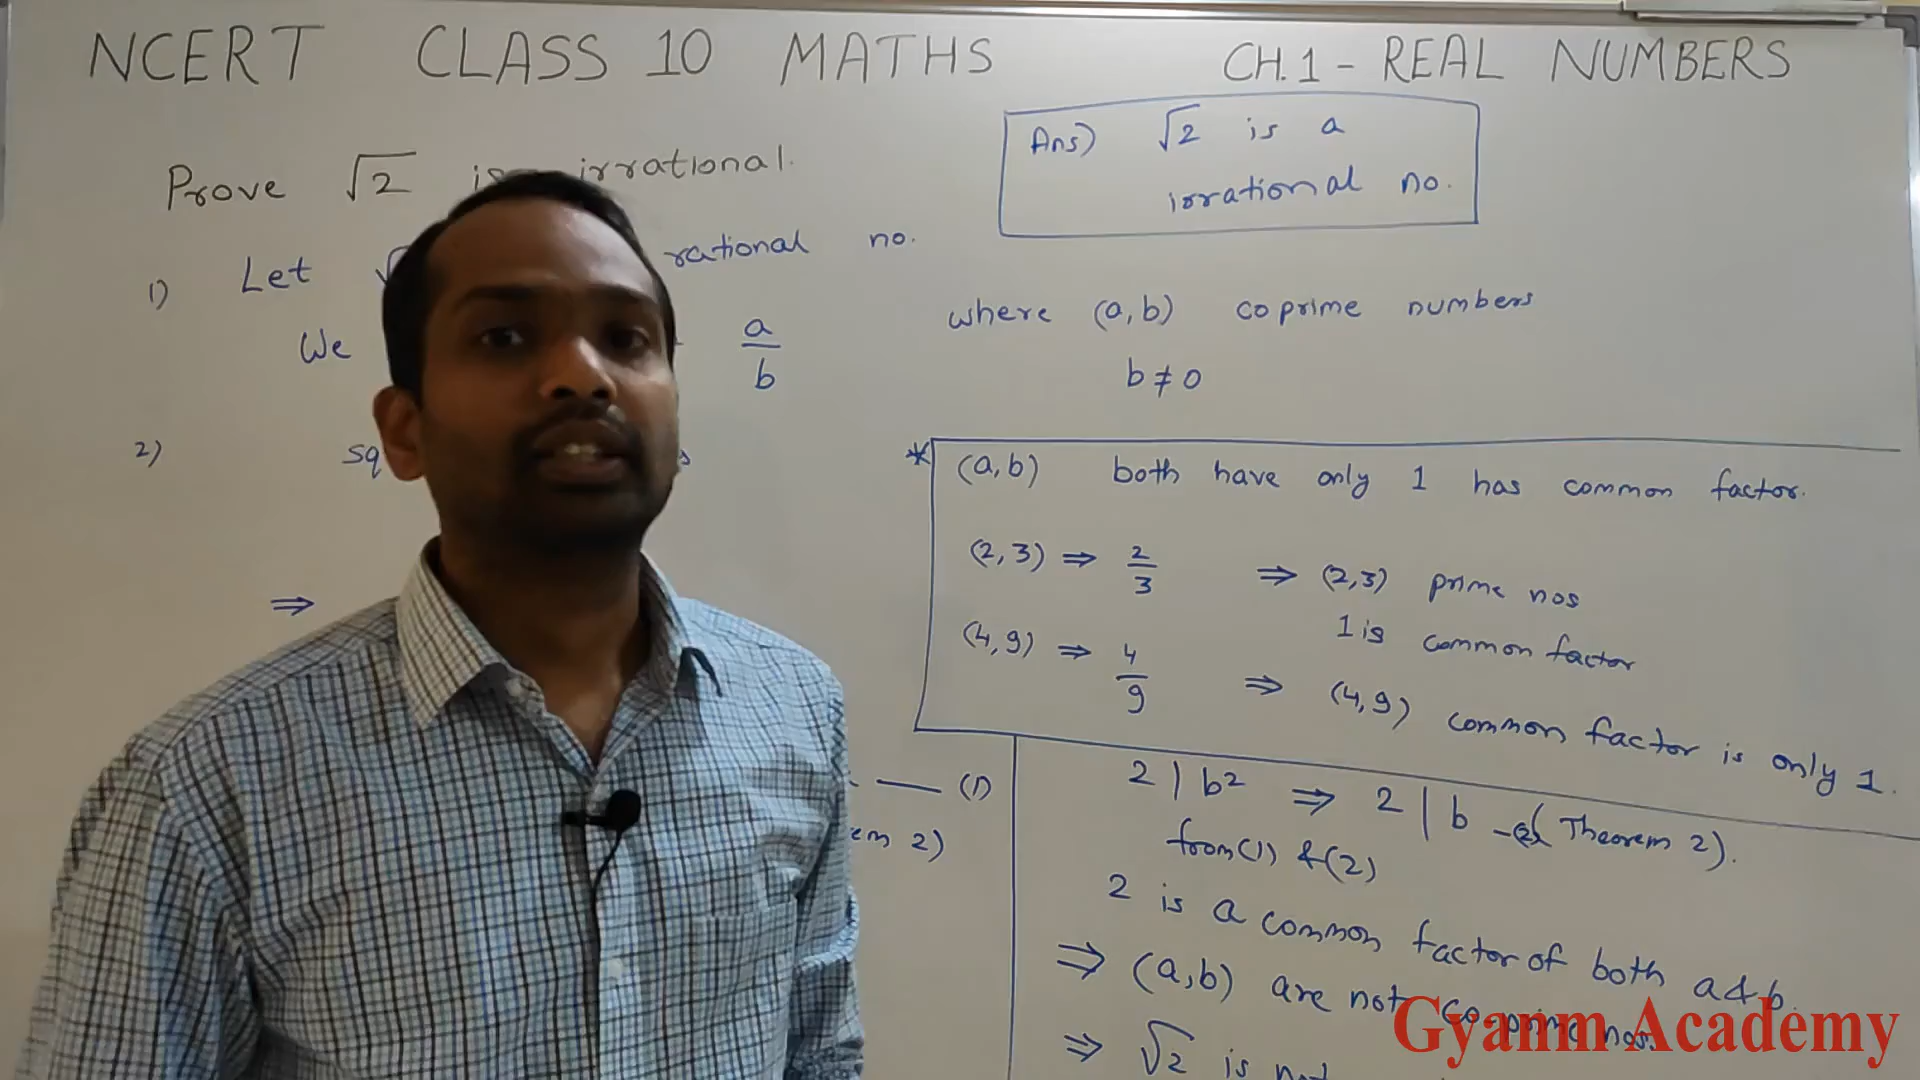 NCERT CLASS 10 MATHS CH.1 - REAL NUMBERS
Prove √2 is irrational.
Ans) √2 is a
irrational no.
1) Let rational no.
We a/b where (a,b) coprime numbers
b ≠ 0
2) sq
* (a,b) both have only 1 has common factor.
(2,3) ⇒ 2/3 ⇒ (2,3) prime nos
1 is common factor
(4,9) ⇒ 4/9 ⇒ (4,9) common factor is only 1.
⇒
— (1)
2 | b² ⇒ 2 | b -(2) (Theorem 2).
2)
from (1) & (2)
2 is a common factor of both a & b.
⇒ (a,b) are not co-prime nos.
⇒ √2 is not
Gyanm Academy